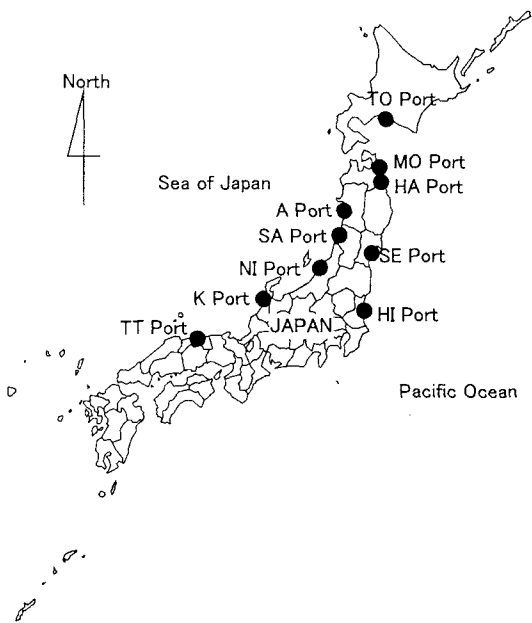 North
TO Port
MO Port
HA Port
Sea of Japan
A Port
SA Port
SE Port
NI Port
K Port
HI Port
TT Port
JAPAN
Pacific Ocean